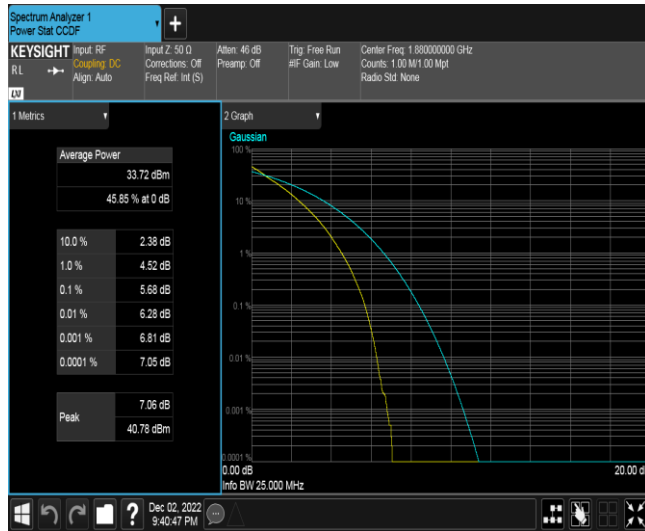 Spectrum Analyzer 1
Power Stat CCDF
+
KEYSIGHT
RL
Input: RF
Coupling: DC
Align: Auto
Input Z: 50 Ω
Corrections: Off
Freq Ref: Int (S)
Atten: 46 dB
Preamp: Off
Trig: Free Run
#IF Gain: Low
Center Freq: 1.880000000 GHz
Counts: 1.00 M/1.00 Mpt
Radio Std: None
LXI
1 Metrics
Average Power
33.72 dBm
45.85 % at 0 dB
10.0 % 2.38 dB
1.0 % 4.52 dB
0.1 % 5.68 dB
0.01 % 6.28 dB
0.001 % 6.81 dB
0.0001 % 7.05 dB
Peak
7.06 dB
40.78 dBm
2 Graph
Gaussian
100 %
10 %
1 %
0.1 %
0.01 %
0.001 %
0.0001 %
0.00 dB
20.00 d
Info BW 25.000 MHz
?
Dec 02, 2022
9:40:47 PM